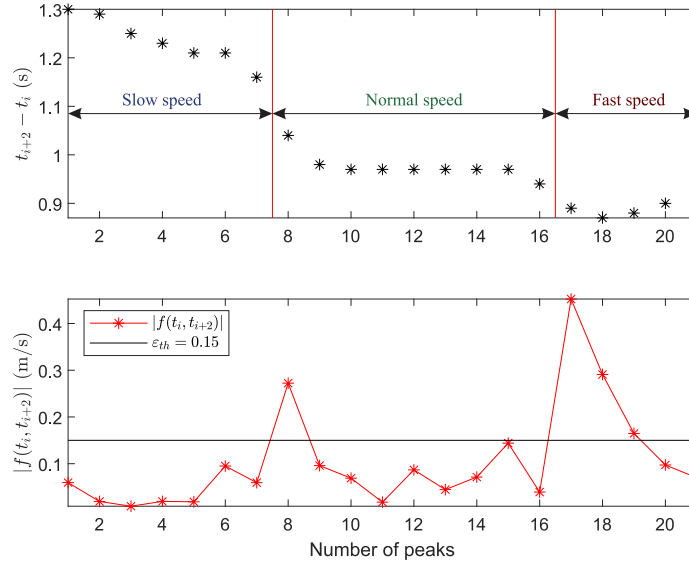 1.3
1.2
1.1
1
0.9
t_{i+2} − t_i (s)
Slow speed
Normal speed
Fast speed
2 4 6 8 10 12 14 16 18 20
|f(t_i, t_{i+2})|
ε_{th} = 0.15
0.4
0.3
0.2
0.1
|f(t_i, t_{i+2})| (m/s)
2 4 6 8 10 12 14 16 18 20
Number of peaks